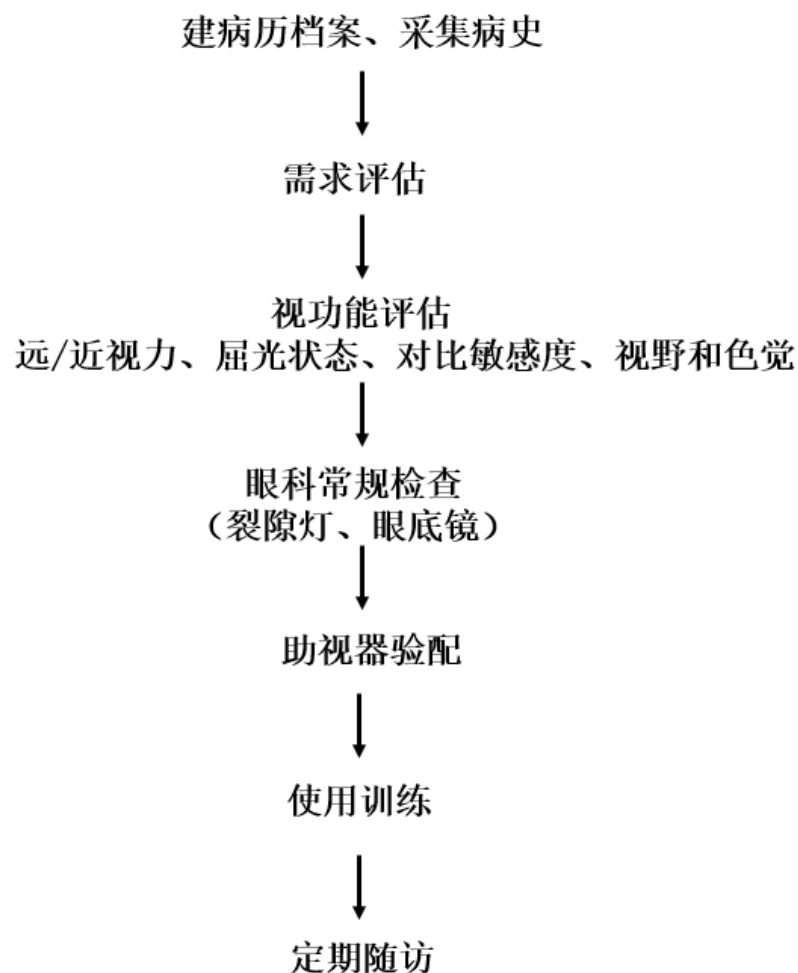 建病历档案、采集病史
需求评估
视功能评估
远/近视力、屈光状态、对比敏感度、视野和色觉
眼科常规检查
（裂隙灯、眼底镜）
助视器验配
使用训练
定期随访